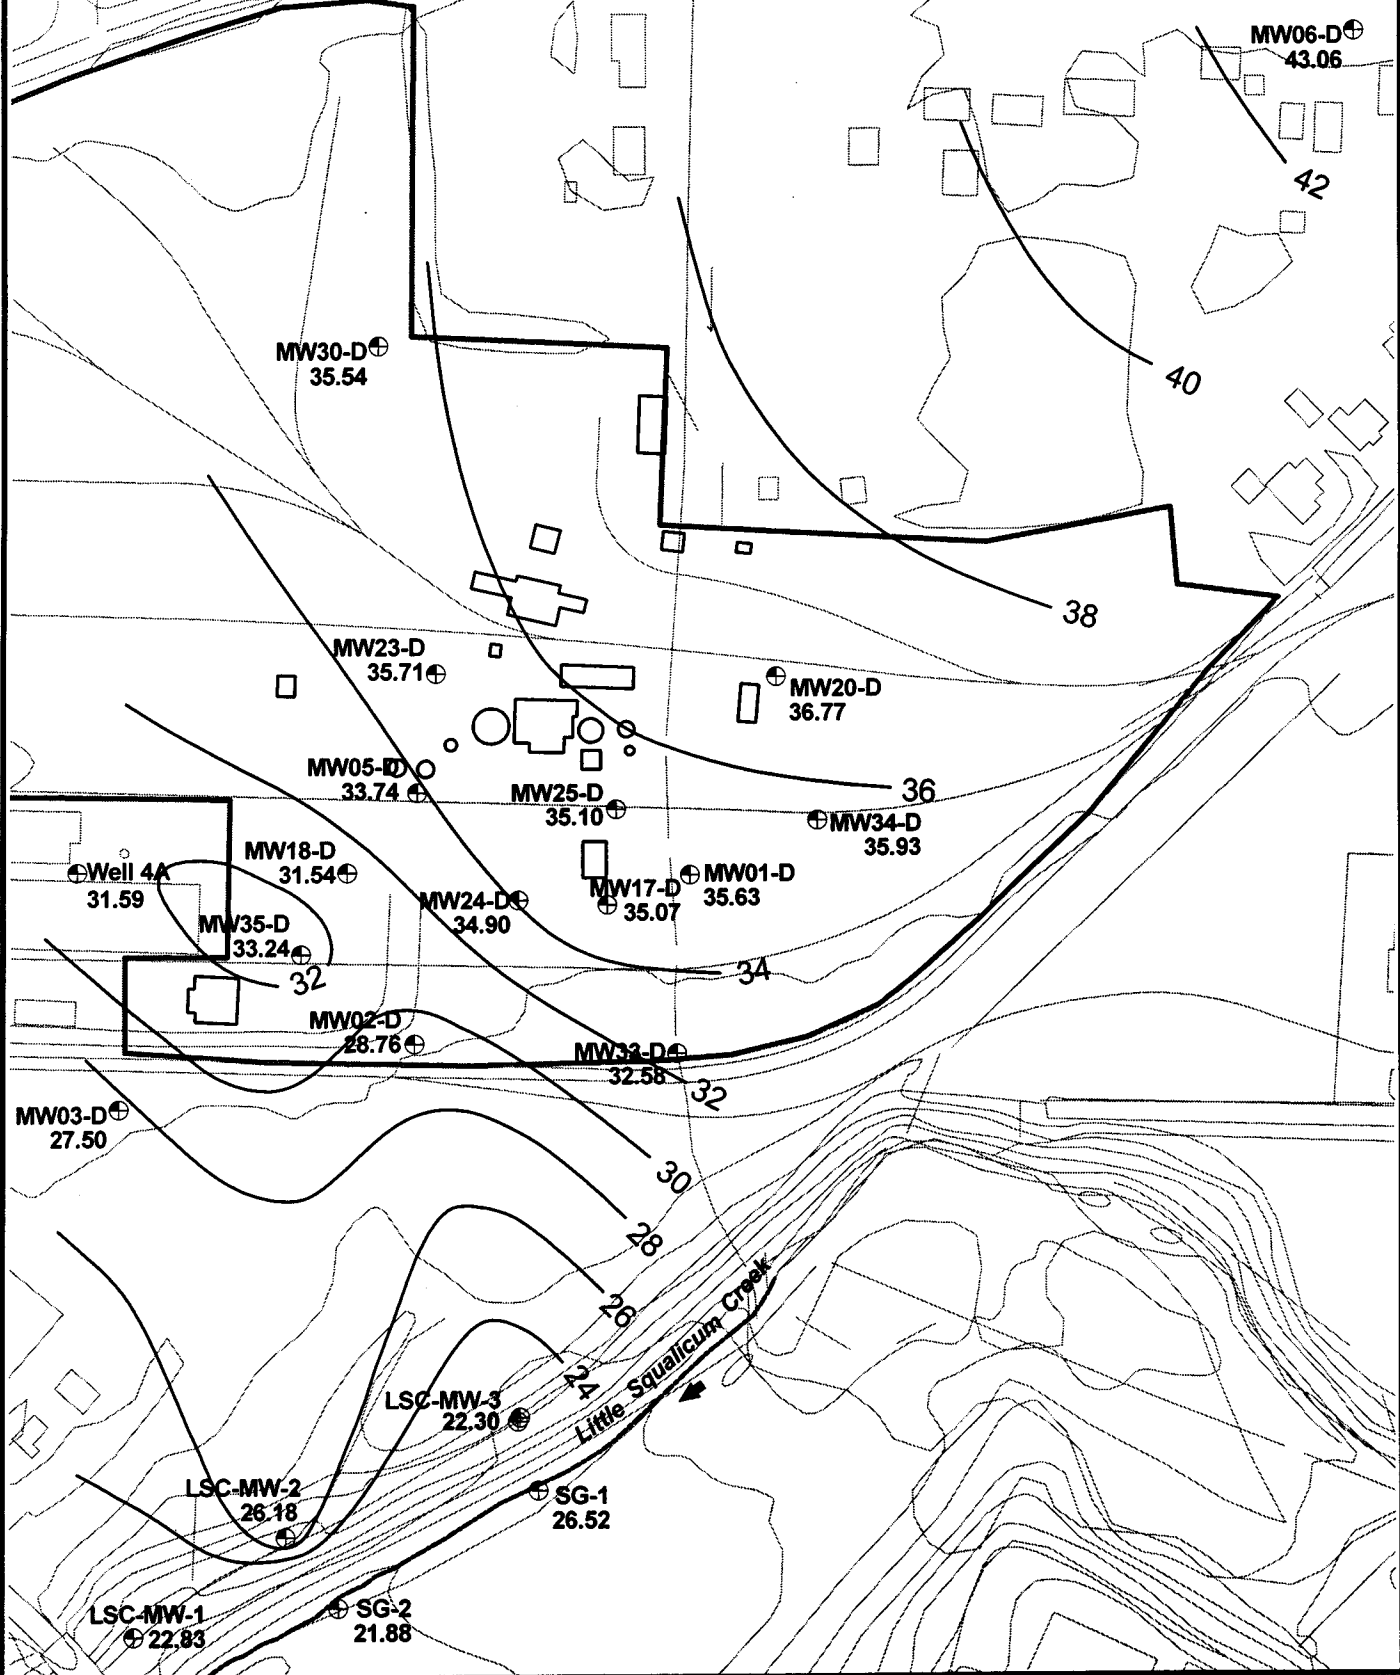 MW06-D
43.06
42
40
MW30-D
35.54
38
MW23-D
35.71
MW20-D
36.77
MW05-D
33.74
MW25-D
35.10
36
MW34-D
35.93
MW18-D
31.54
Well 4A
31.59
MW01-D
35.63
MW17-D
35.07
MW24-D
34.90
MW35-D
33.24
34
32
MW02-D
28.76
MW33-D
32.58
32
MW03-D
27.50
30
28
26
Little Squalicum Creek
24
LSC-MW-3
22.30
LSC-MW-2
26.18
SG-1
26.52
LSC-MW-1
22.83
SG-2
21.88